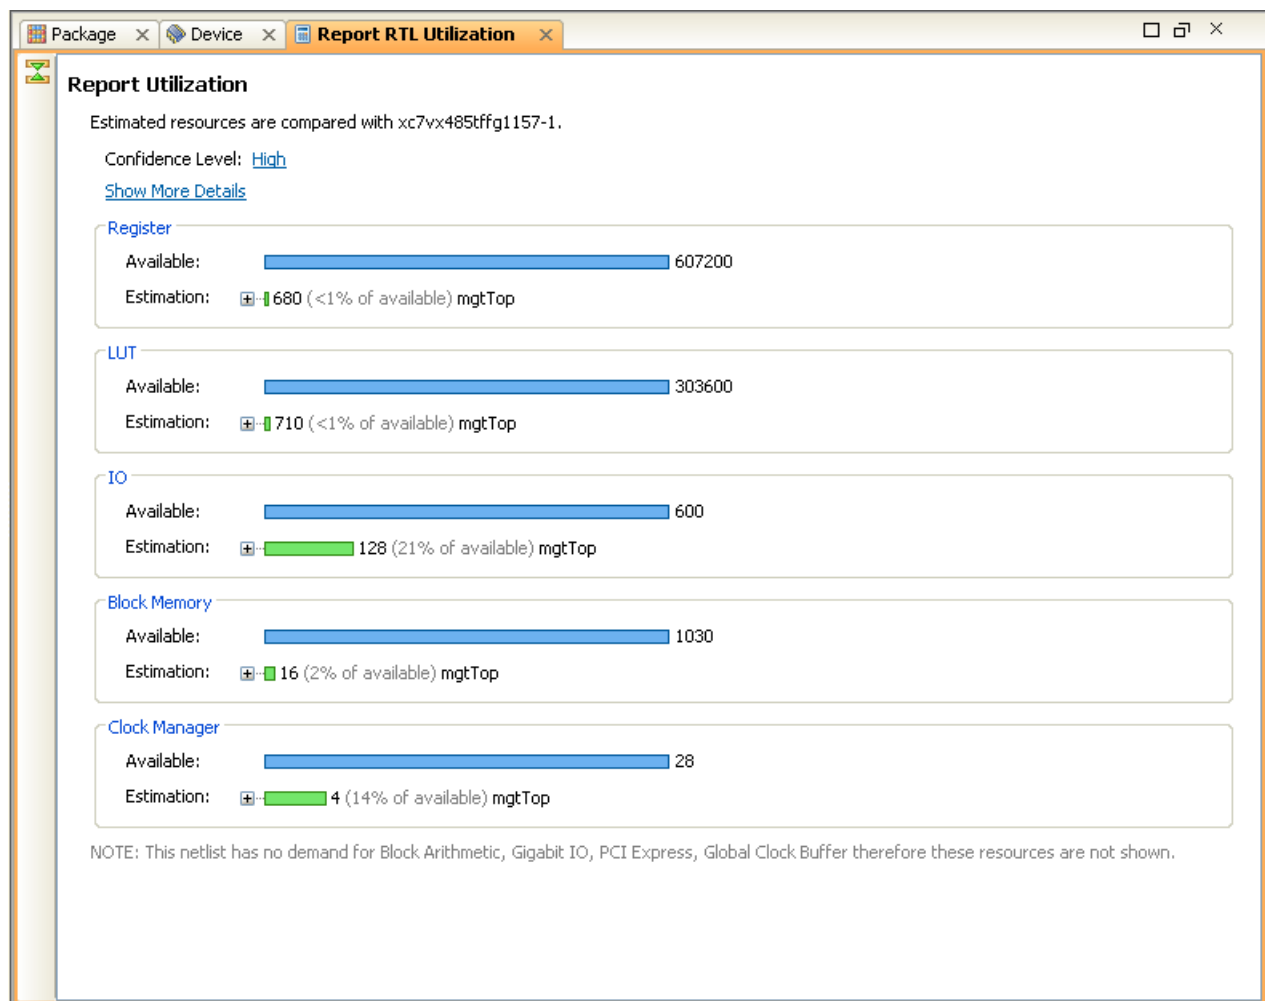 Package Device Report RTL Utilization
Report Utilization
Estimated resources are compared with xc7vx485tffg1157-1.
Confidence Level: High
Show More Details
Register
Available: 607200
Estimation: 680 (<1% of available) mgtTop
LUT
Available: 303600
Estimation: 710 (<1% of available) mgtTop
IO
Available: 600
Estimation: 128 (21% of available) mgtTop
Block Memory
Available: 1030
Estimation: 16 (2% of available) mgtTop
Clock Manager
Available: 28
Estimation: 4 (14% of available) mgtTop
NOTE: This netlist has no demand for Block Arithmetic, Gigabit IO, PCI Express, Global Clock Buffer therefore these resources are not shown.